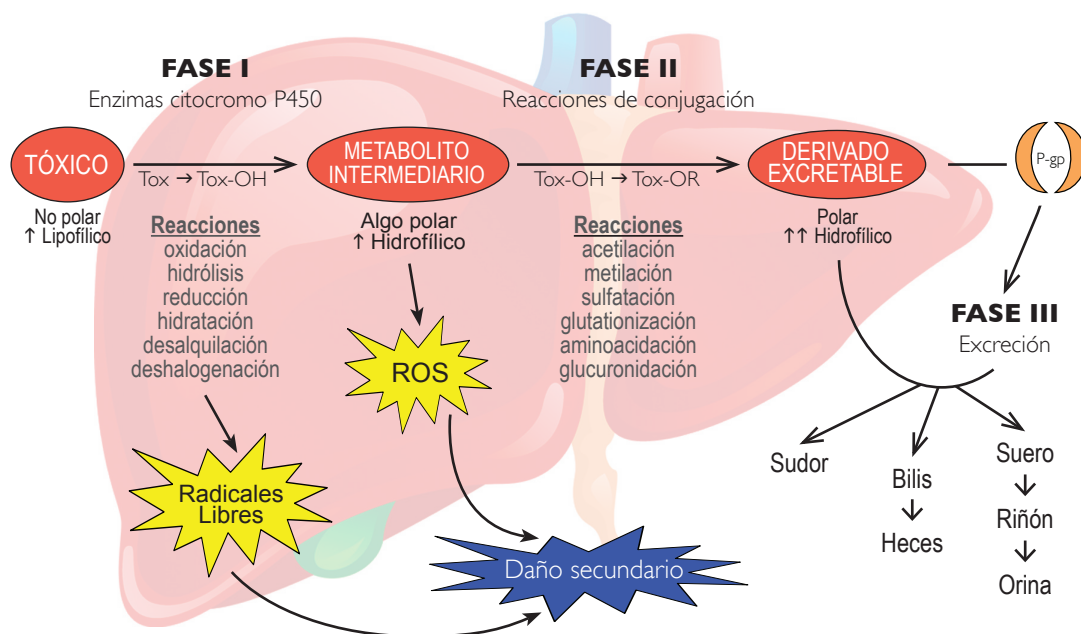 FASE I
Enzimas citocromo P450
FASE II
Reacciones de conjugación
TÓXICO
Tox → Tox-OH
METABOLITO
INTERMEDIARIO
Tox-OH → Tox-OR
DERIVADO
EXCRETABLE
P-gp
No polar
↑ Lipofílico
Reacciones
oxidación
hidrólisis
reducción
hidratación
desalquilación
deshalogenación
Algo polar
↑ Hidrofílico
Reacciones
acetilación
metilación
sulfatación
glutationización
aminoacidación
glucuronidación
Polar
↑↑ Hidrofílico
FASE III
Excreción
ROS
Radicales
Libres
Daño secundario
Sudor
Bilis
Heces
Suero
Riñón
Orina